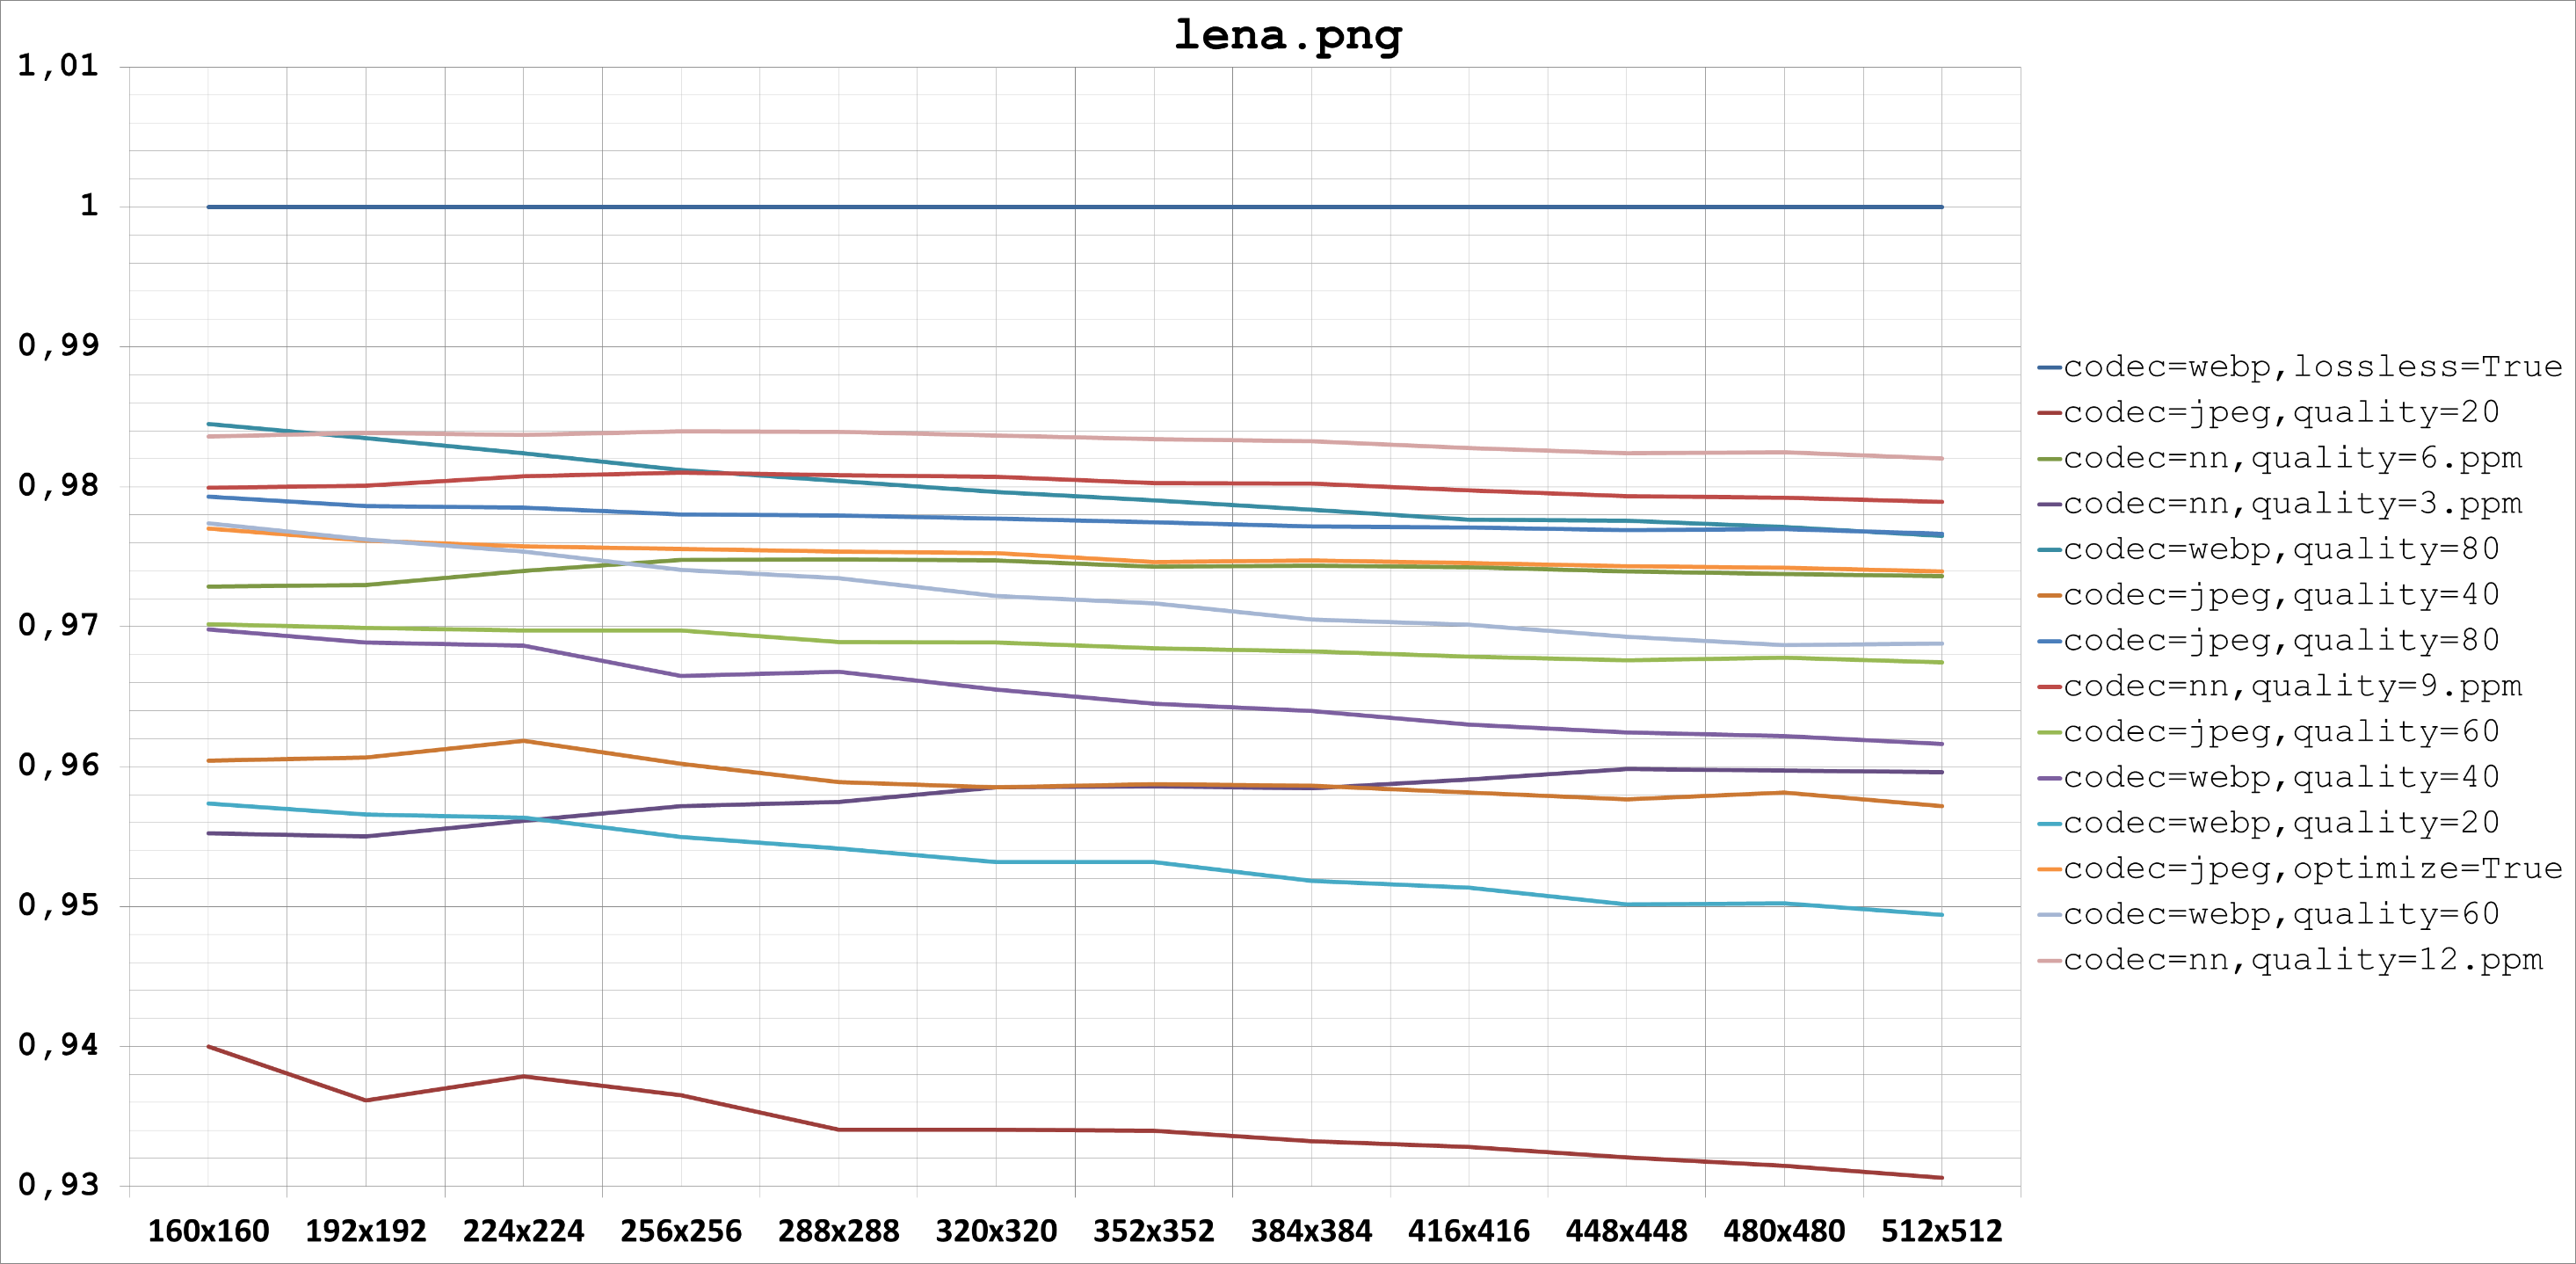 lena.png
1,01
1
0,99
0,98
0,97
0,96
0,95
0,94
0,93
160x160 192x192 224x224 256x256 288x288 320x320 352x352 384x384 416x416 448x448 480x480 512x512
codec=webp,lossless=True
codec=jpeg,quality=20
codec=nn,quality=6.ppm
codec=nn,quality=3.ppm
codec=webp,quality=80
codec=jpeg,quality=40
codec=jpeg,quality=80
codec=nn,quality=9.ppm
codec=jpeg,quality=60
codec=webp,quality=40
codec=webp,quality=20
codec=jpeg,optimize=True
codec=webp,quality=60
codec=nn,quality=12.ppm